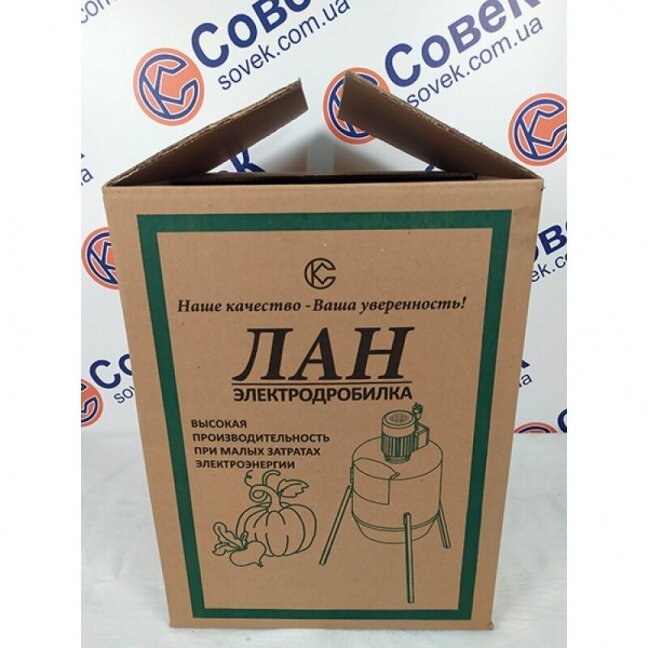 СоВеК
sovek.com.ua
СоВеК
sovek.com.ua
Наше качество - Ваша уверенность!
ЛАН
ЭЛЕКТРОДРОБИЛКА
ВЫСОКАЯ
ПРОИЗВОДИТЕЛЬНОСТЬ
ПРИ МАЛЫХ ЗАТРАТАХ
ЭЛЕКТРОЭНЕРГИИ